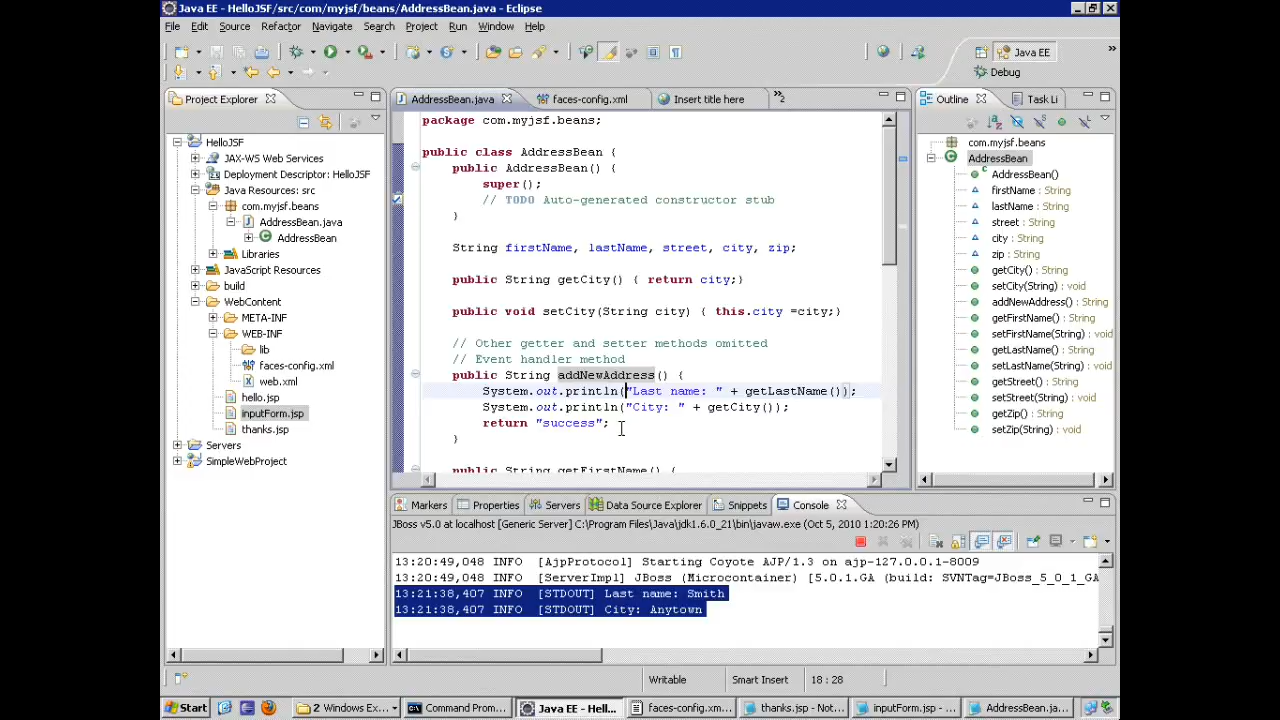 Java EE - HelloJSF/src/com/myjsf/beans/AddressBean.java - Eclipse
File Edit Source Refactor Navigate Search Project Run Window Help
Java EE
Debug
Project Explorer
AddressBean.java
faces-config.xml
Insert title here
2
Outline
Task Li
HelloJSF
JAX-WS Web Services
Deployment Descriptor: HelloJSF
Java Resources: src
com.myjsf.beans
AddressBean.java
AddressBean
Libraries
JavaScript Resources
build
WebContent
META-INF
WEB-INF
lib
faces-config.xml
web.xml
hello.jsp
inputForm.jsp
thanks.jsp
Servers
SimpleWebProject
package com.myjsf.beans;
public class AddressBean {
public AddressBean() {
super();
// TODO Auto-generated constructor stub
}
String firstName, lastName, street, city, zip;
public String getCity() { return city;}
public void setCity(String city) { this.city =city;}
// Other getter and setter methods omitted
// Event handler method
public String addNewAddress() {
System.out.println("Last name: " + getLastName());
System.out.println("City: " + getCity());
return "success";
}
public String getFirstName() {
com.myjsf.beans
AddressBean
AddressBean()
firstName : String
lastName : String
street : String
city : String
zip : String
getCity() : String
setCity(String) : void
addNewAddress() : String
getFirstName() : String
setFirstName(String) : void
getLastName() : String
setLastName(String) : void
getStreet() : String
setStreet(String) : void
getZip() : String
setZip(String) : void
Markers Properties Servers Data Source Explorer Snippets Console
JBoss v5.0 at localhost [Generic Server] C:\Program Files\Java\jdk1.6.0_21\bin\javaw.exe (Oct 5, 2010 1:20:26 PM)
13:20:49,048 INFO [AjpProtocol] Starting Coyote AJP/1.3 on ajp-127.0.0.1-8009
13:20:49,048 INFO [ServerImpl] JBoss (Microcontainer) [5.0.1.GA (build: SVNTag=JBoss_5_0_1_GA
13:21:38,407 INFO [STDOUT] Last name: Smith
13:21:38,407 INFO [STDOUT] City: Anytown
Writable Smart Insert 18 : 28
Start 2 Windows Ex... Command Prom... Java EE - Hell... faces-config.xm... thanks.jsp - Not... inputForm.jsp - ... AddressBean.ja...